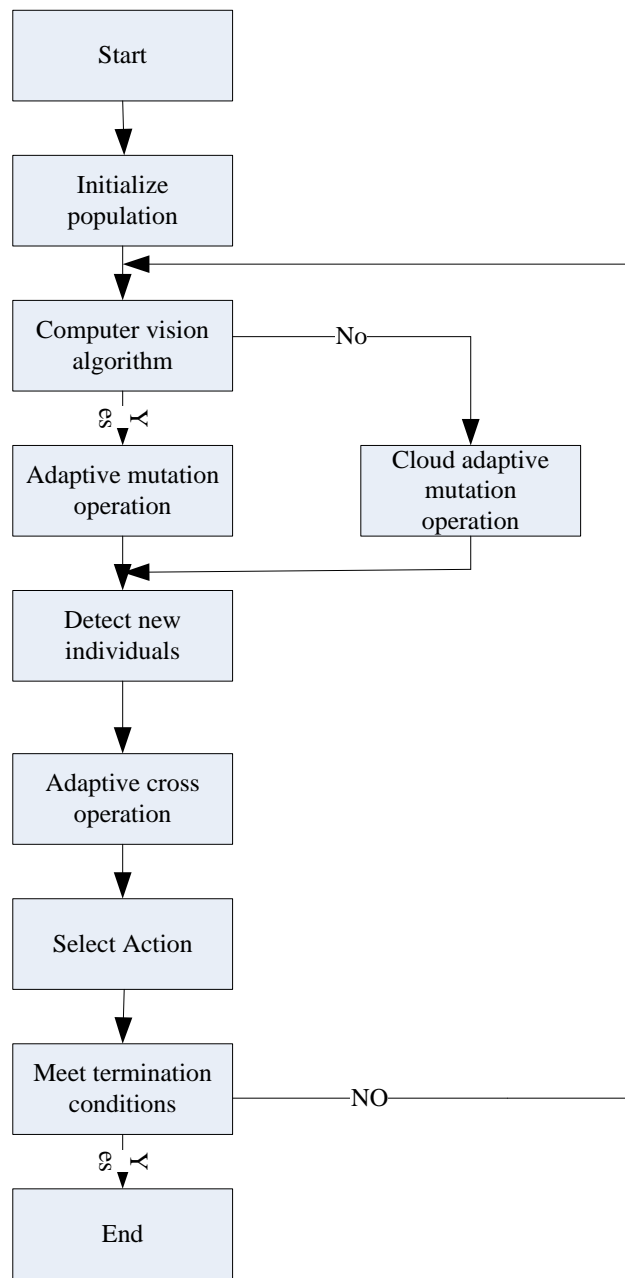 Start
Initialize
population
Computer vision
algorithm
No
Y
es
Adaptive mutation
operation
Cloud adaptive
mutation
operation
Detect new
individuals
Adaptive cross
operation
Select Action
Meet termination
conditions
NO
Y
es
End